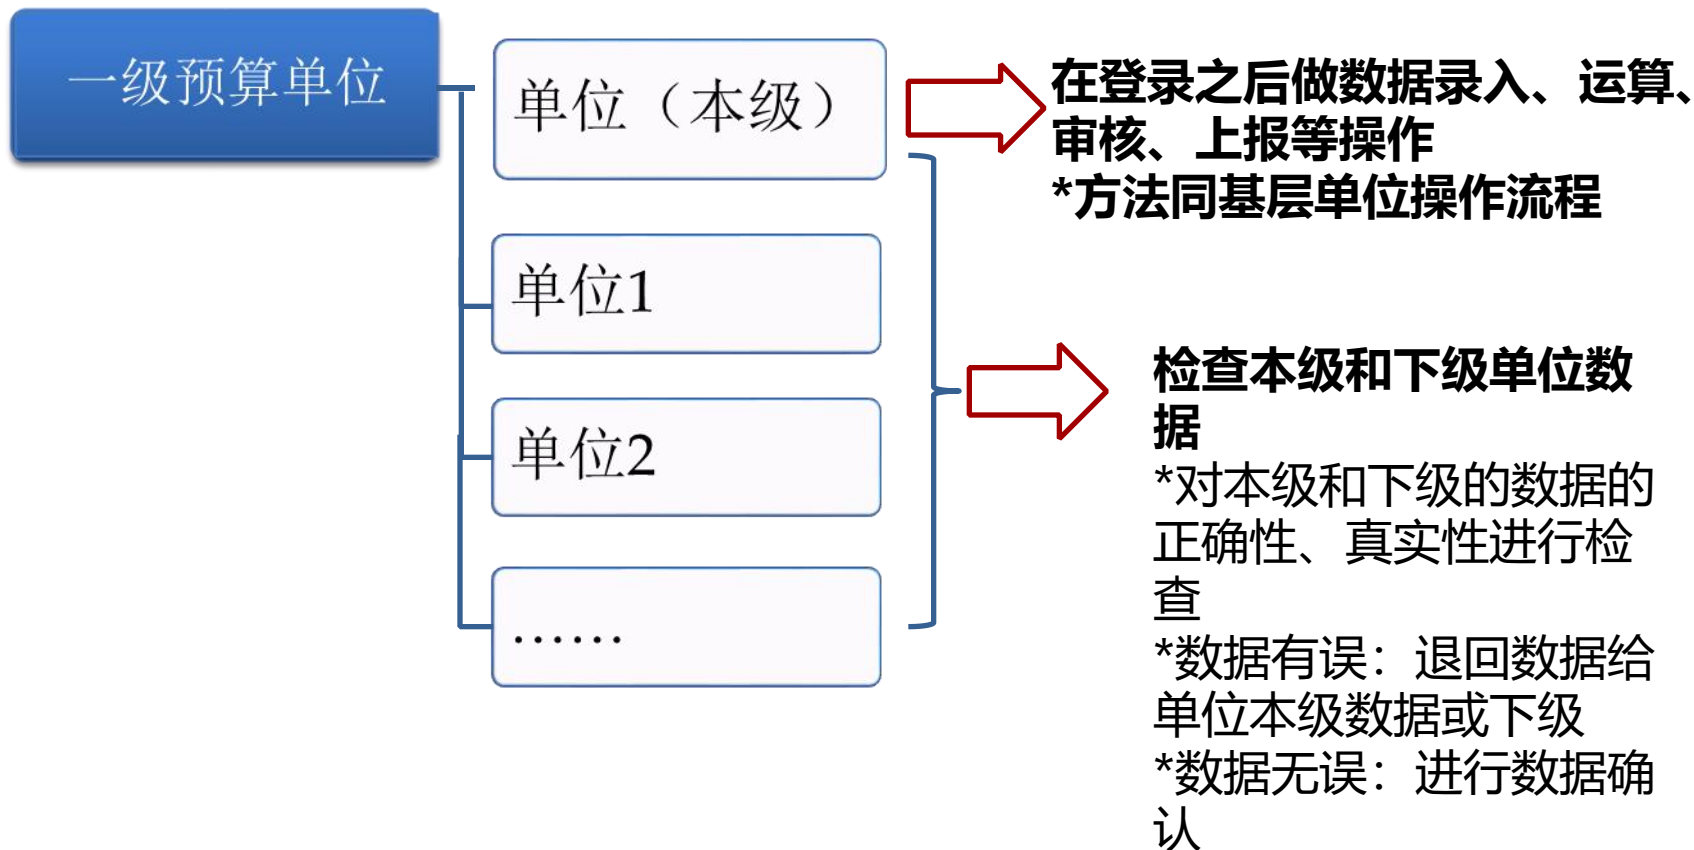 一级预算单位
单位（本级）
单位1
单位2
……
在登录之后做数据录入、运算、
审核、上报等操作
*方法同基层单位操作流程
检查本级和下级单位数
据
*对本级和下级的数据的
正确性、真实性进行检
查
*数据有误：退回数据给
单位本级数据或下级
*数据无误：进行数据确
认